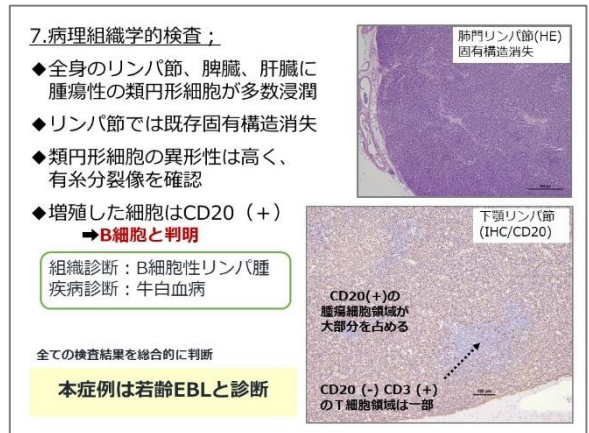 7.病理組織学的検査；
◆全身のリンパ節、脾臓、肝臓に
腫瘍性の類円形細胞が多数浸潤
◆リンパ節では既存固有構造消失
◆類円形細胞の異形性は高く、
有糸分裂像を確認
◆増殖した細胞はCD20（+）
➡B細胞と判明
組織診断：B細胞性リンパ腫
疾病診断：牛白血病
全ての検査結果を総合的に判断
本症例は若齢EBLと診断
肺門リンパ節(HE)
固有構造消失
下顎リンパ節
(IHC/CD20)
CD20(+)の
腫瘍細胞領域が
大部分を占める
CD20 (-) CD3 (+)
のT細胞領域は一部